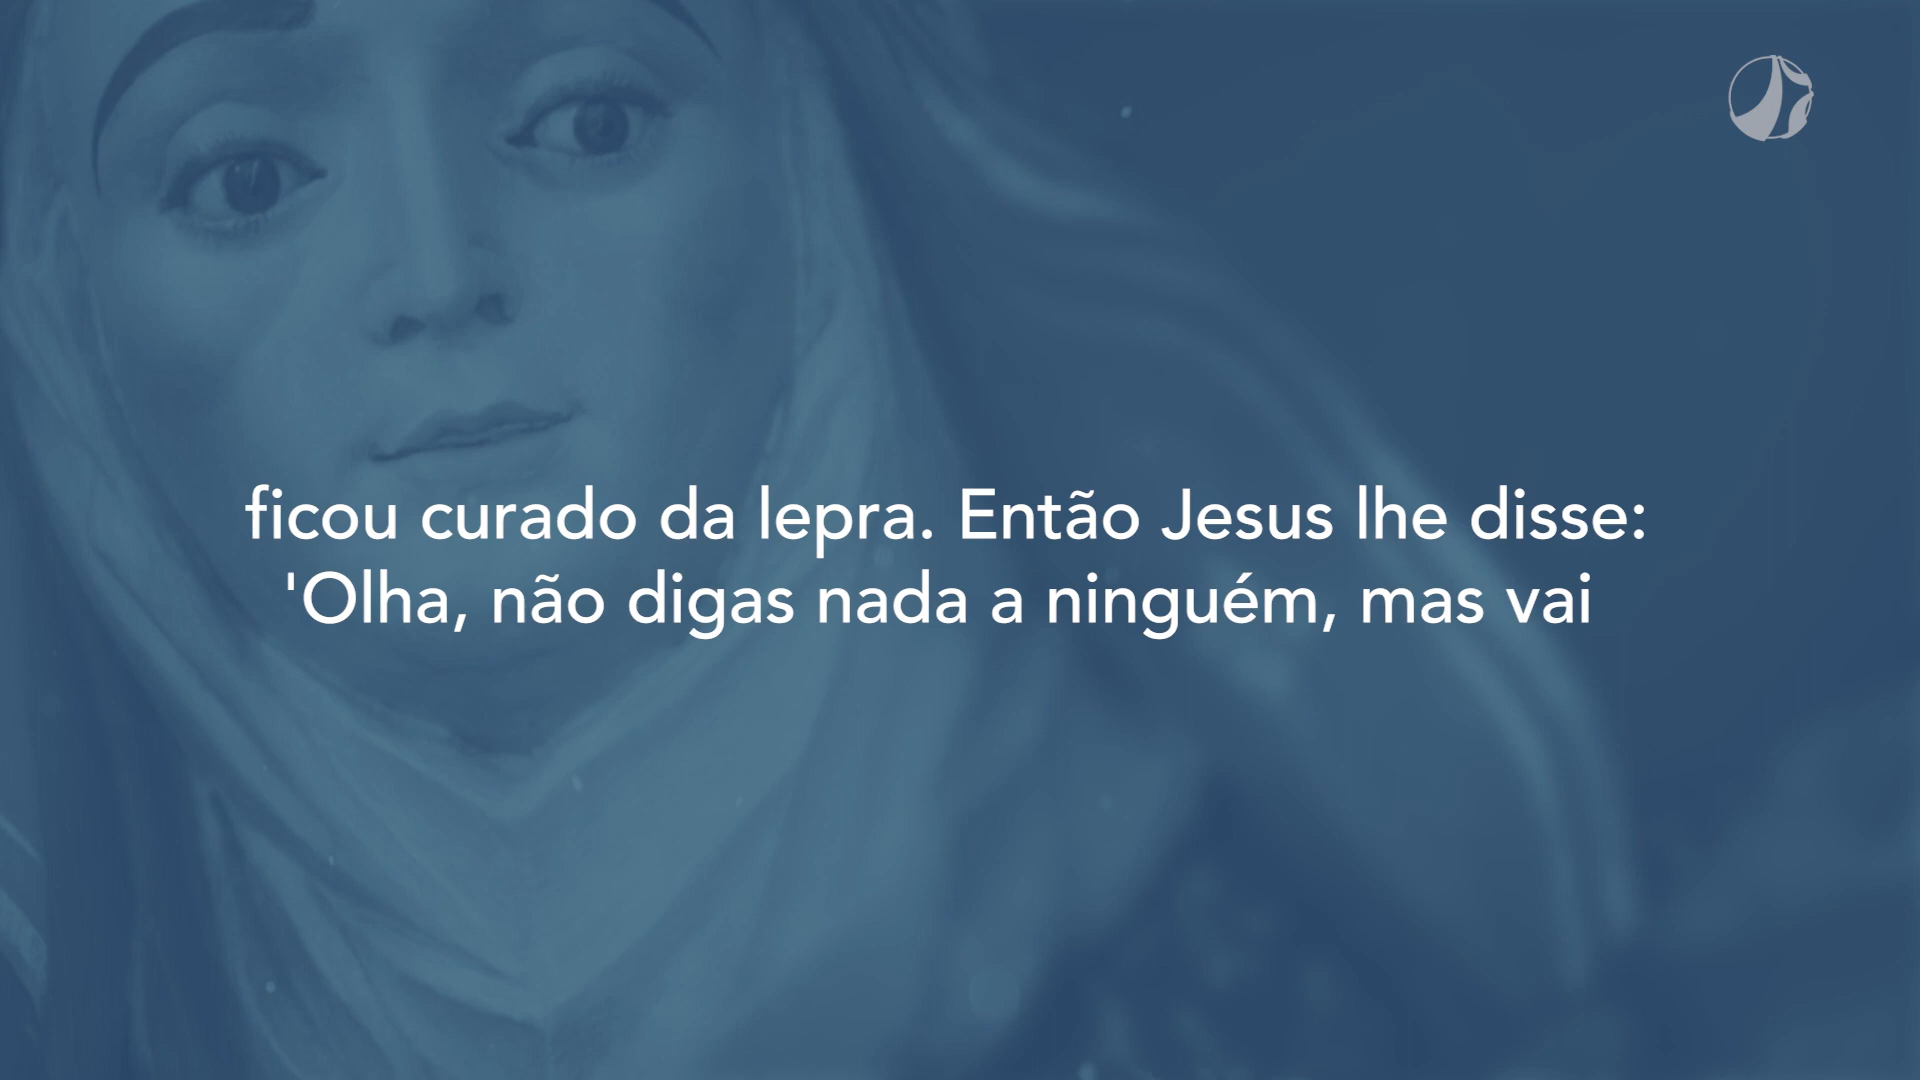 ficou curado da lepra. Então Jesus lhe disse:
'Olha, não digas nada a ninguém, mas vai